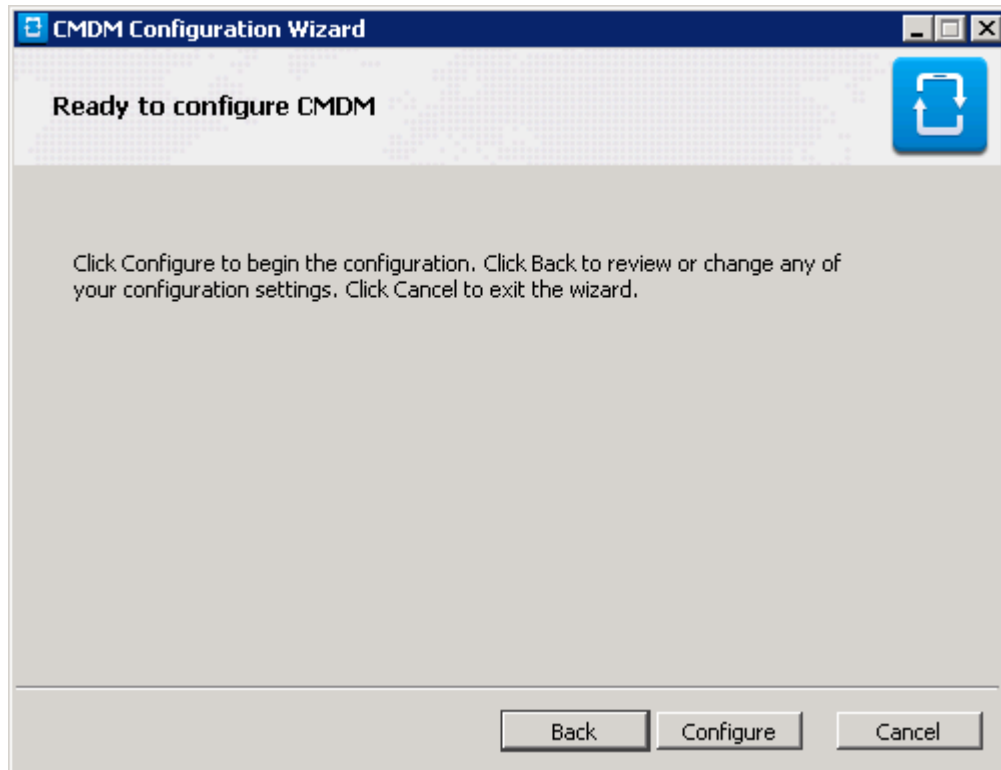 CMDM Configuration Wizard
Ready to configure CMDM
Click Configure to begin the configuration. Click Back to review or change any of
your configuration settings. Click Cancel to exit the wizard.
Back Configure Cancel